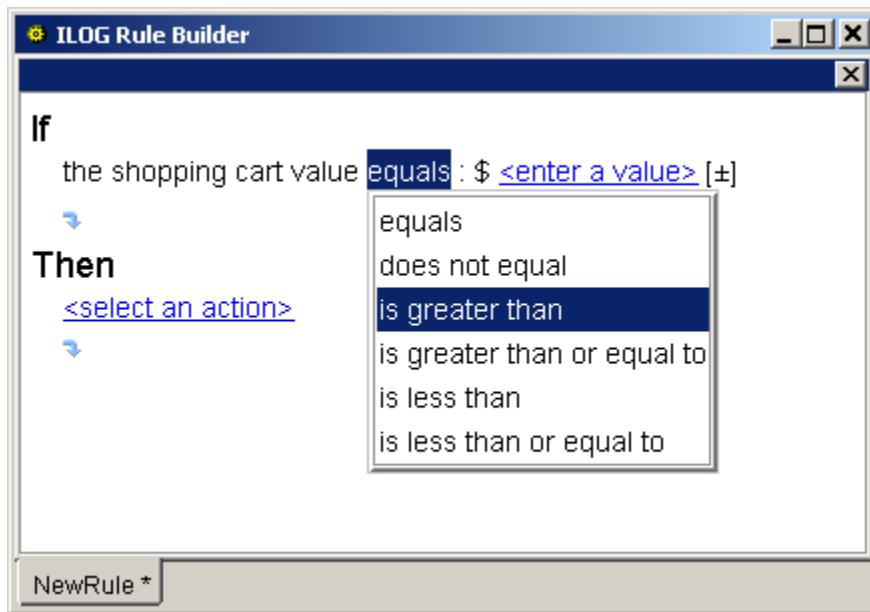 ILOG Rule Builder
If
the shopping cart value equals : $ <enter a value> [±]
equals
does not equal
Then
is greater than
<select an action>
is greater than or equal to
is less than
is less than or equal to
NewRule *